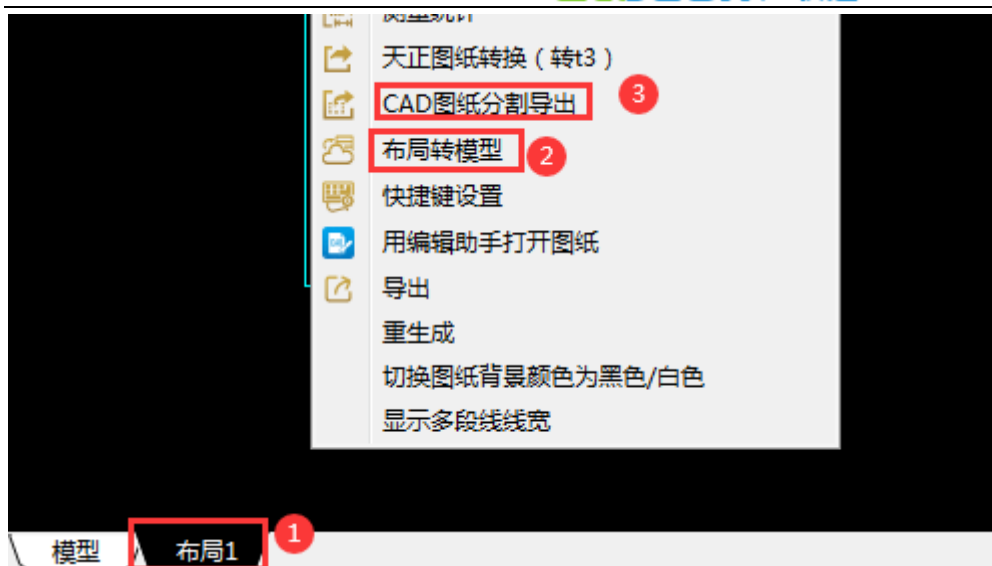 天正图纸转换（转t3）
CAD图纸分割导出
3
布局转模型
2
快捷键设置
用编辑助手打开图纸
导出
重生成
切换图纸背景颜色为黑色/白色
显示多段线线宽
1
模型
布局1